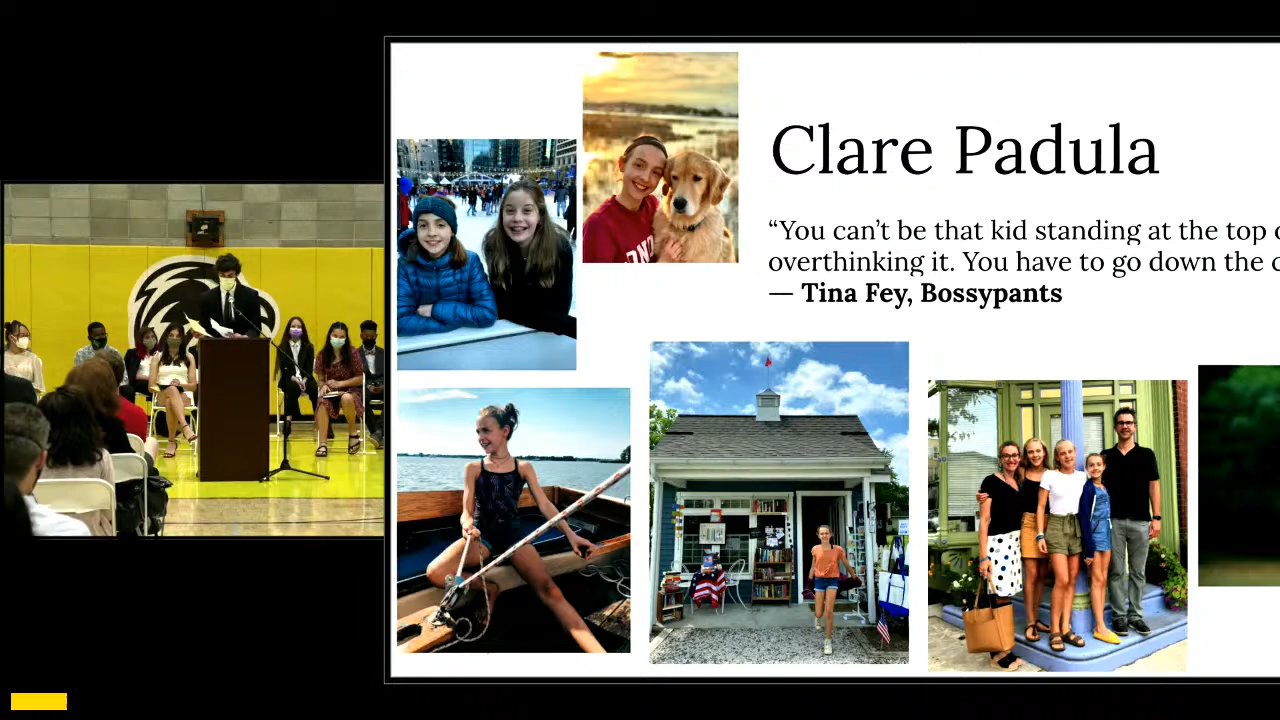 Clare Padula
“You can’t be that kid standing at the top
overthinking it. You have to go down the
— Tina Fey, Bossypants